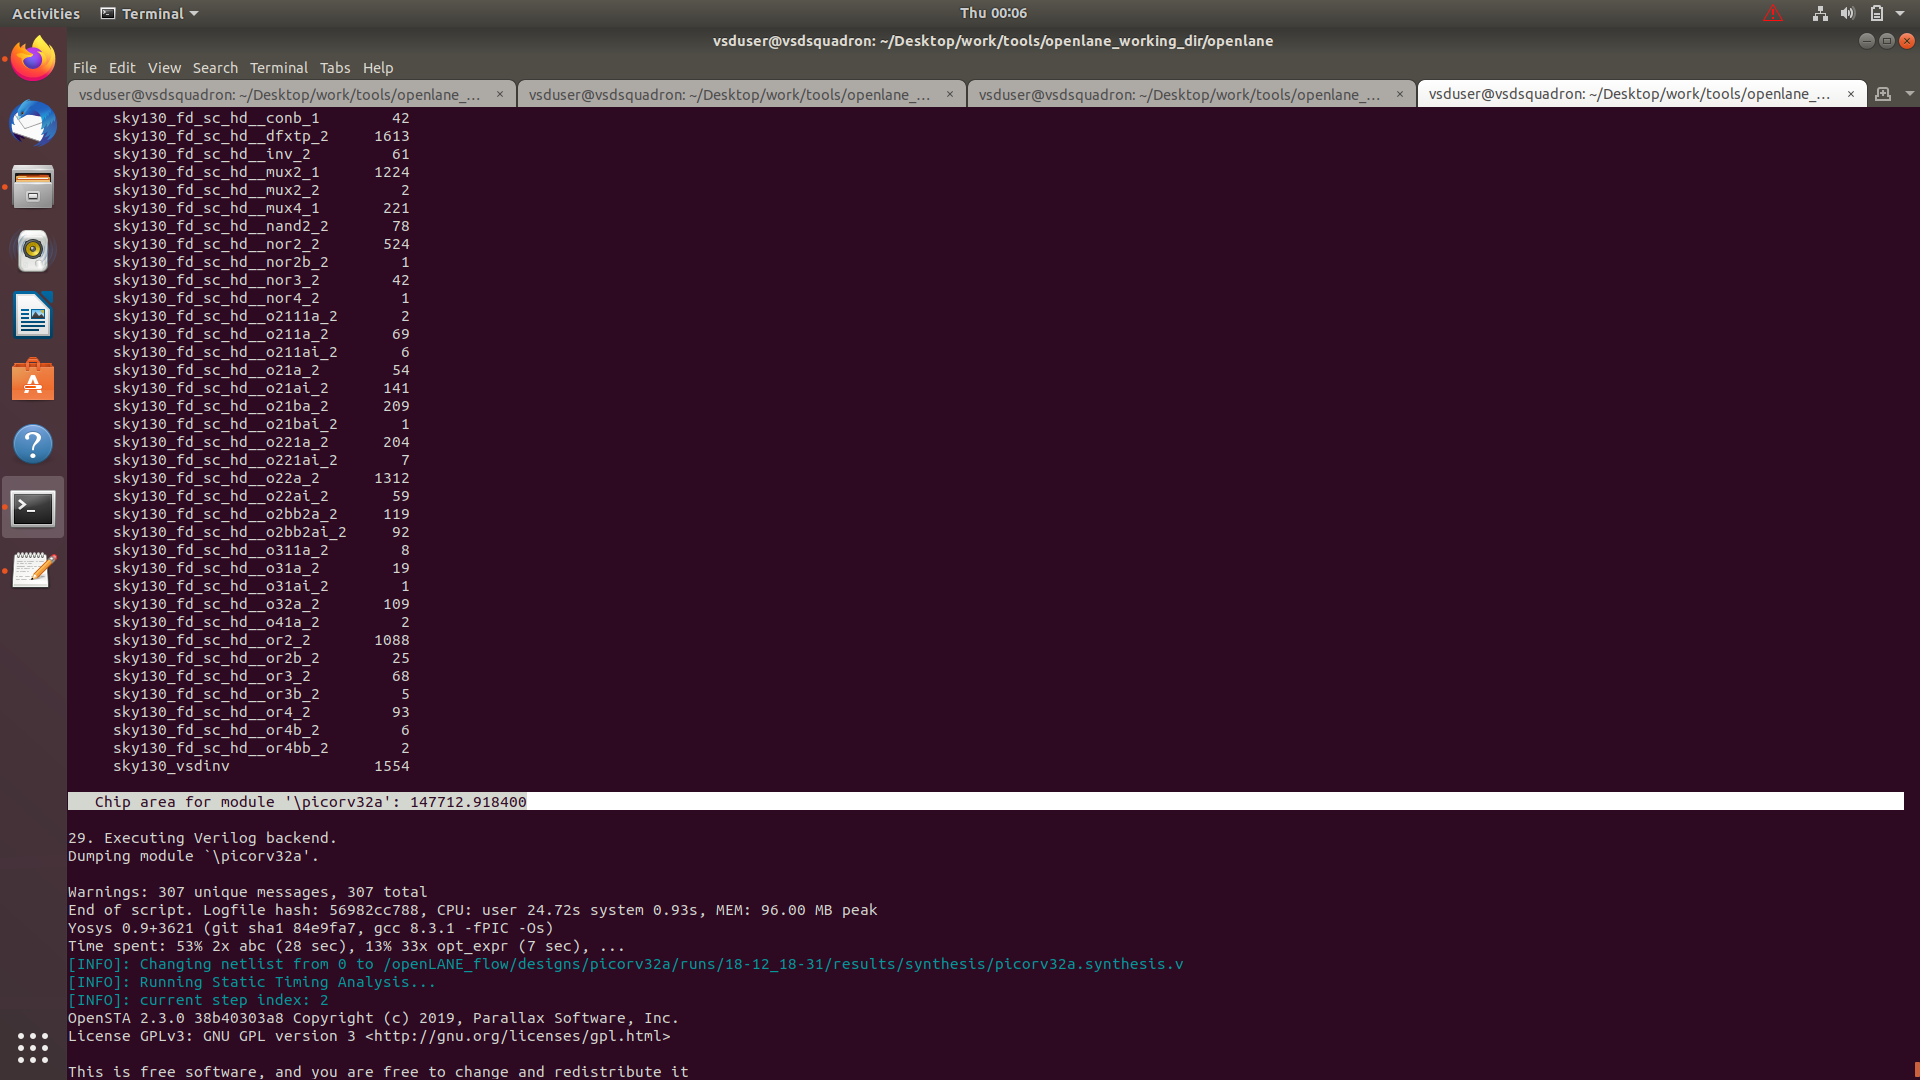 Activities
Terminal
Thu 00:06
vsduser@vsdsquadron: ~/Desktop/work/tools/openlane_working_dir/openlane
File Edit View Search Terminal Tabs Help
vsduser@vsdsquadron: ~/Desktop/work/tools/openlane_...
vsduser@vsdsquadron: ~/Desktop/work/tools/openlane_...
vsduser@vsdsquadron: ~/Desktop/work/tools/openlane_...
vsduser@vsdsquadron: ~/Desktop/work/tools/openlane_...
sky130_fd_sc_hd__conb_1 42
sky130_fd_sc_hd__dfxtp_2 1613
sky130_fd_sc_hd__inv_2 61
sky130_fd_sc_hd__mux2_1 1224
sky130_fd_sc_hd__mux2_2 2
sky130_fd_sc_hd__mux4_1 221
sky130_fd_sc_hd__nand2_2 78
sky130_fd_sc_hd__nor2_2 524
sky130_fd_sc_hd__nor2b_2 1
sky130_fd_sc_hd__nor3_2 42
sky130_fd_sc_hd__nor4_2 1
sky130_fd_sc_hd__o2111a_2 2
sky130_fd_sc_hd__o211a_2 69
sky130_fd_sc_hd__o211ai_2 6
sky130_fd_sc_hd__o21a_2 54
sky130_fd_sc_hd__o21ai_2 141
sky130_fd_sc_hd__o21ba_2 209
sky130_fd_sc_hd__o21bai_2 1
sky130_fd_sc_hd__o221a_2 204
sky130_fd_sc_hd__o221ai_2 7
sky130_fd_sc_hd__o22a_2 1312
sky130_fd_sc_hd__o22ai_2 59
sky130_fd_sc_hd__o2bb2a_2 119
sky130_fd_sc_hd__o2bb2ai_2 92
sky130_fd_sc_hd__o311a_2 8
sky130_fd_sc_hd__o31a_2 19
sky130_fd_sc_hd__o31ai_2 1
sky130_fd_sc_hd__o32a_2 109
sky130_fd_sc_hd__o41a_2 2
sky130_fd_sc_hd__or2_2 1088
sky130_fd_sc_hd__or2b_2 25
sky130_fd_sc_hd__or3_2 68
sky130_fd_sc_hd__or3b_2 5
sky130_fd_sc_hd__or4_2 93
sky130_fd_sc_hd__or4b_2 6
sky130_fd_sc_hd__or4bb_2 2
sky130_vsdinv 1554
Chip area for module '\picorv32a': 147712.918400
29. Executing Verilog backend.
Dumping module `\picorv32a'.
Warnings: 307 unique messages, 307 total
End of script. Logfile hash: 56982cc788, CPU: user 24.72s system 0.93s, MEM: 96.00 MB peak
Yosys 0.9+3621 (git sha1 84e9fa7, gcc 8.3.1 -fPIC -Os)
Time spent: 53% 2x abc (28 sec), 13% 33x opt_expr (7 sec), ...
[INFO]: Changing netlist from 0 to /openLANE_flow/designs/picorv32a/runs/18-12_18-31/results/synthesis/picorv32a.synthesis.v
[INFO]: Running Static Timing Analysis...
[INFO]: current step index: 2
OpenSTA 2.3.0 38b40303a8 Copyright (c) 2019, Parallax Software, Inc.
License GPLv3: GNU GPL version 3 <http://gnu.org/licenses/gpl.html>
This is free software, and you are free to change and redistribute it